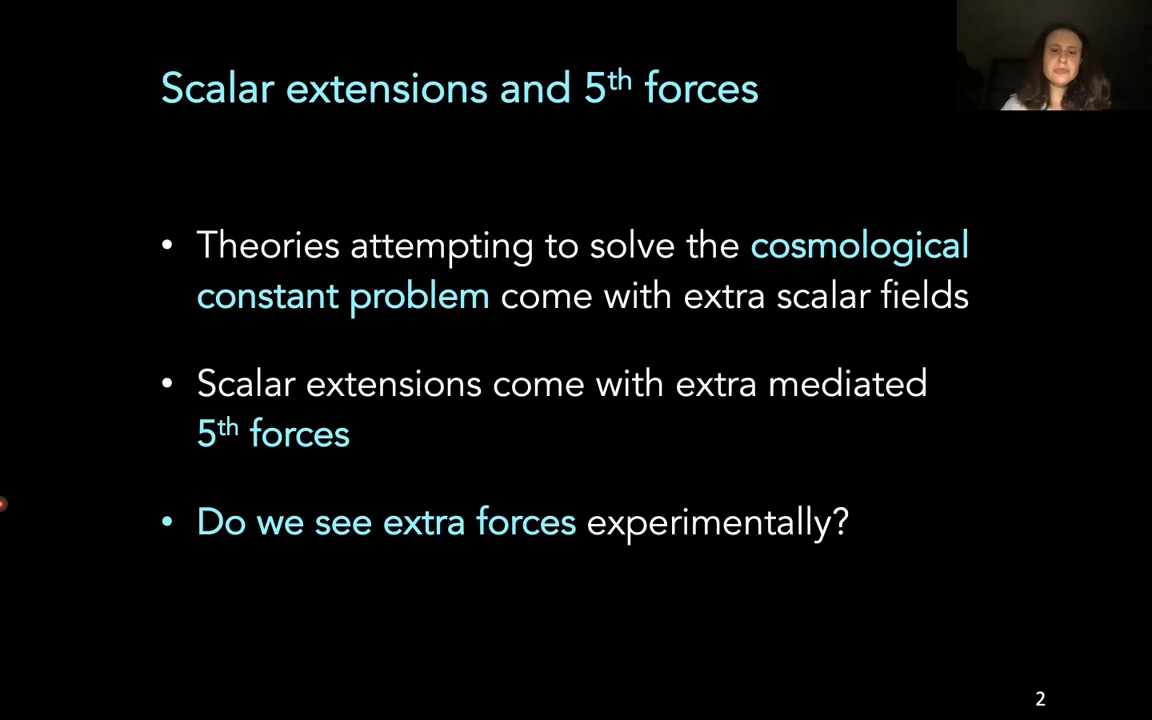 Scalar extensions and 5th forces
• Theories attempting to solve the cosmological
constant problem come with extra scalar fields
• Scalar extensions come with extra mediated
5th forces
• Do we see extra forces experimentally?
2